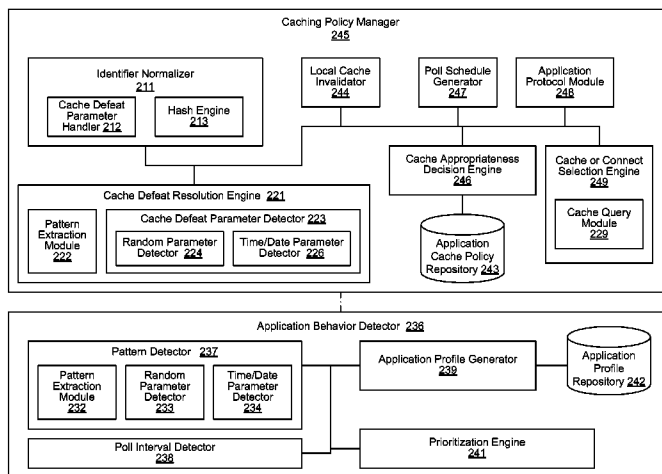 Caching Policy Manager
245
Identifier Normalizer
211
Cache Defeat
Parameter
Handler 212
Hash Engine
213
Local Cache
Invalidator
244
Poll Schedule
Generator
247
Application
Protocol Module
248
Cache Appropriateness
Decision Engine
246
Cache or Connect
Selection Engine
249
Cache Query
Module
229
Cache Defeat Resolution Engine 221
Pattern
Extraction
Module
222
Cache Defeat Parameter Detector 223
Random Parameter
Detector 224
Time/Date Parameter
Detector 226
Application
Cache Policy
Repository 243
Application Behavior Detector 236
Pattern Detector 237
Pattern
Extraction
Module
232
Random
Parameter
Detector
233
Time/Date
Parameter
Detector
234
Application Profile Generator
239
Application
Profile
Repository 242
Poll Interval Detector
238
Prioritization Engine
241